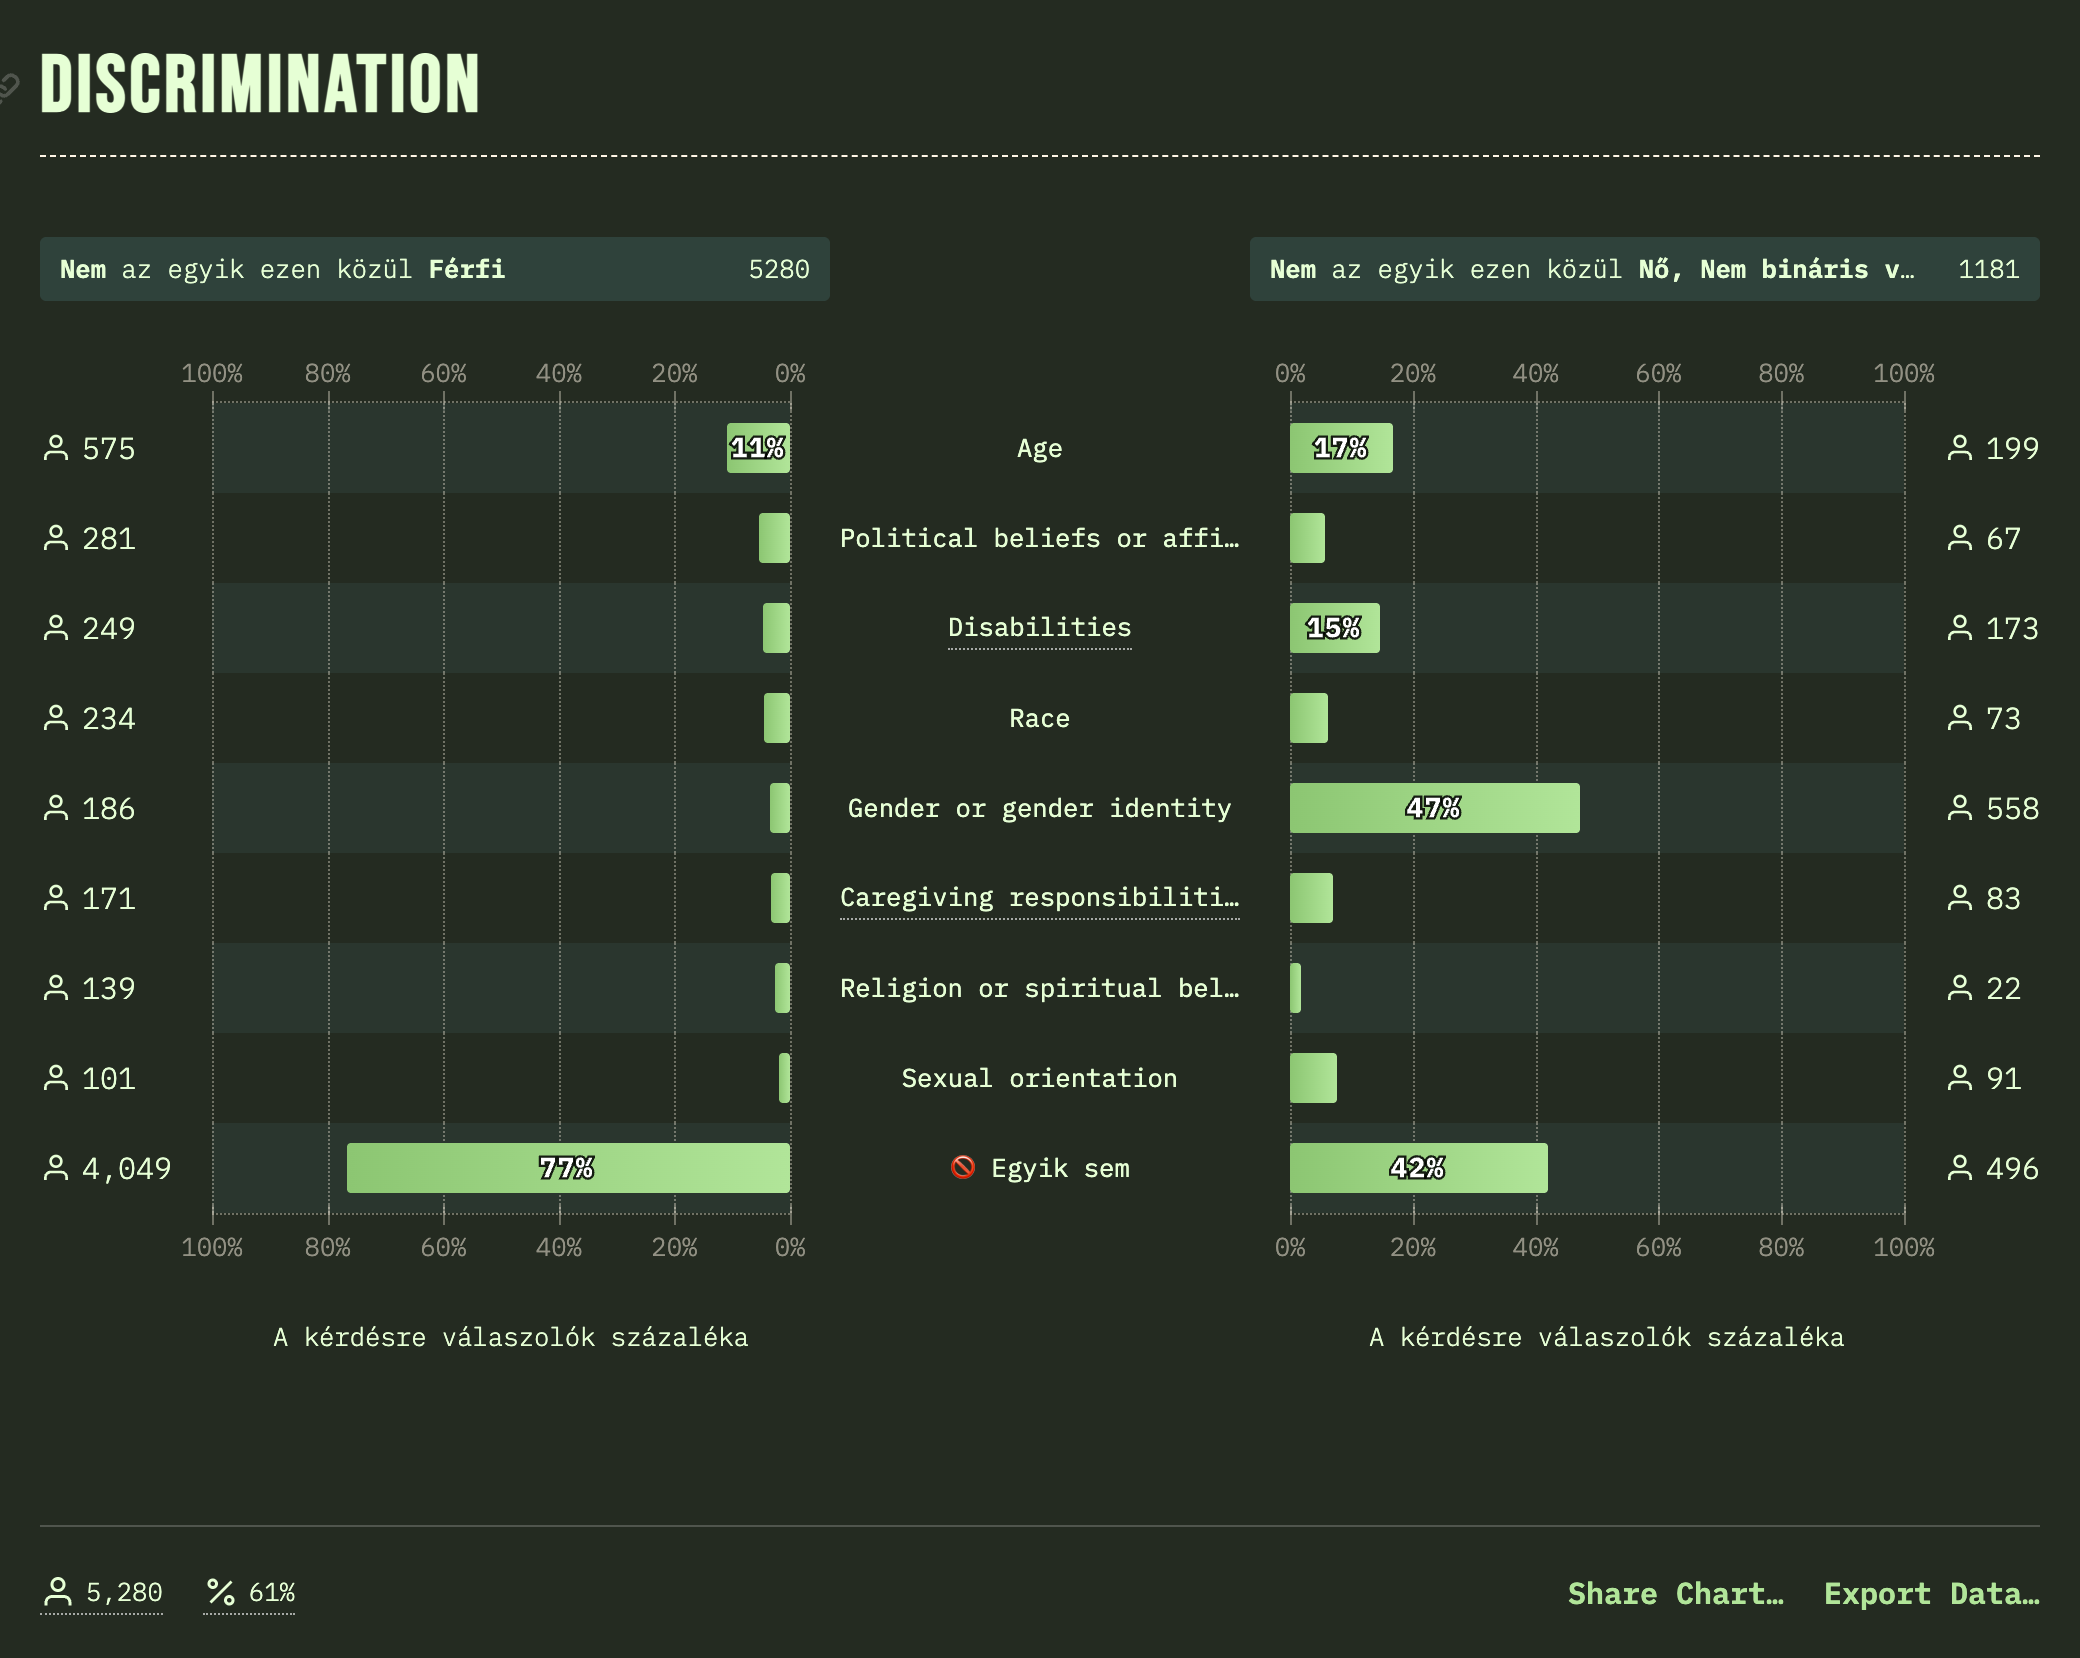 DISCRIMINATION
Nem az egyik ezen közül Férfi 5280
Nem az egyik ezen közül Nő, Nem bináris v… 1181
100% 80% 60% 40% 20% 0%
0% 20% 40% 60% 80% 100%
575 11% Age 17% 199
281 Political beliefs or affi… 67
249 Disabilities 15% 173
234 Race 73
186 Gender or gender identity 47% 558
171 Caregiving responsibiliti… 83
139 Religion or spiritual bel… 22
101 Sexual orientation 91
4,049 77% Egyik sem 42% 496
100% 80% 60% 40% 20% 0%
0% 20% 40% 60% 80% 100%
A kérdésre válaszolók százaléka
A kérdésre válaszolók százaléka
5,280 61%
Share Chart… Export Data…